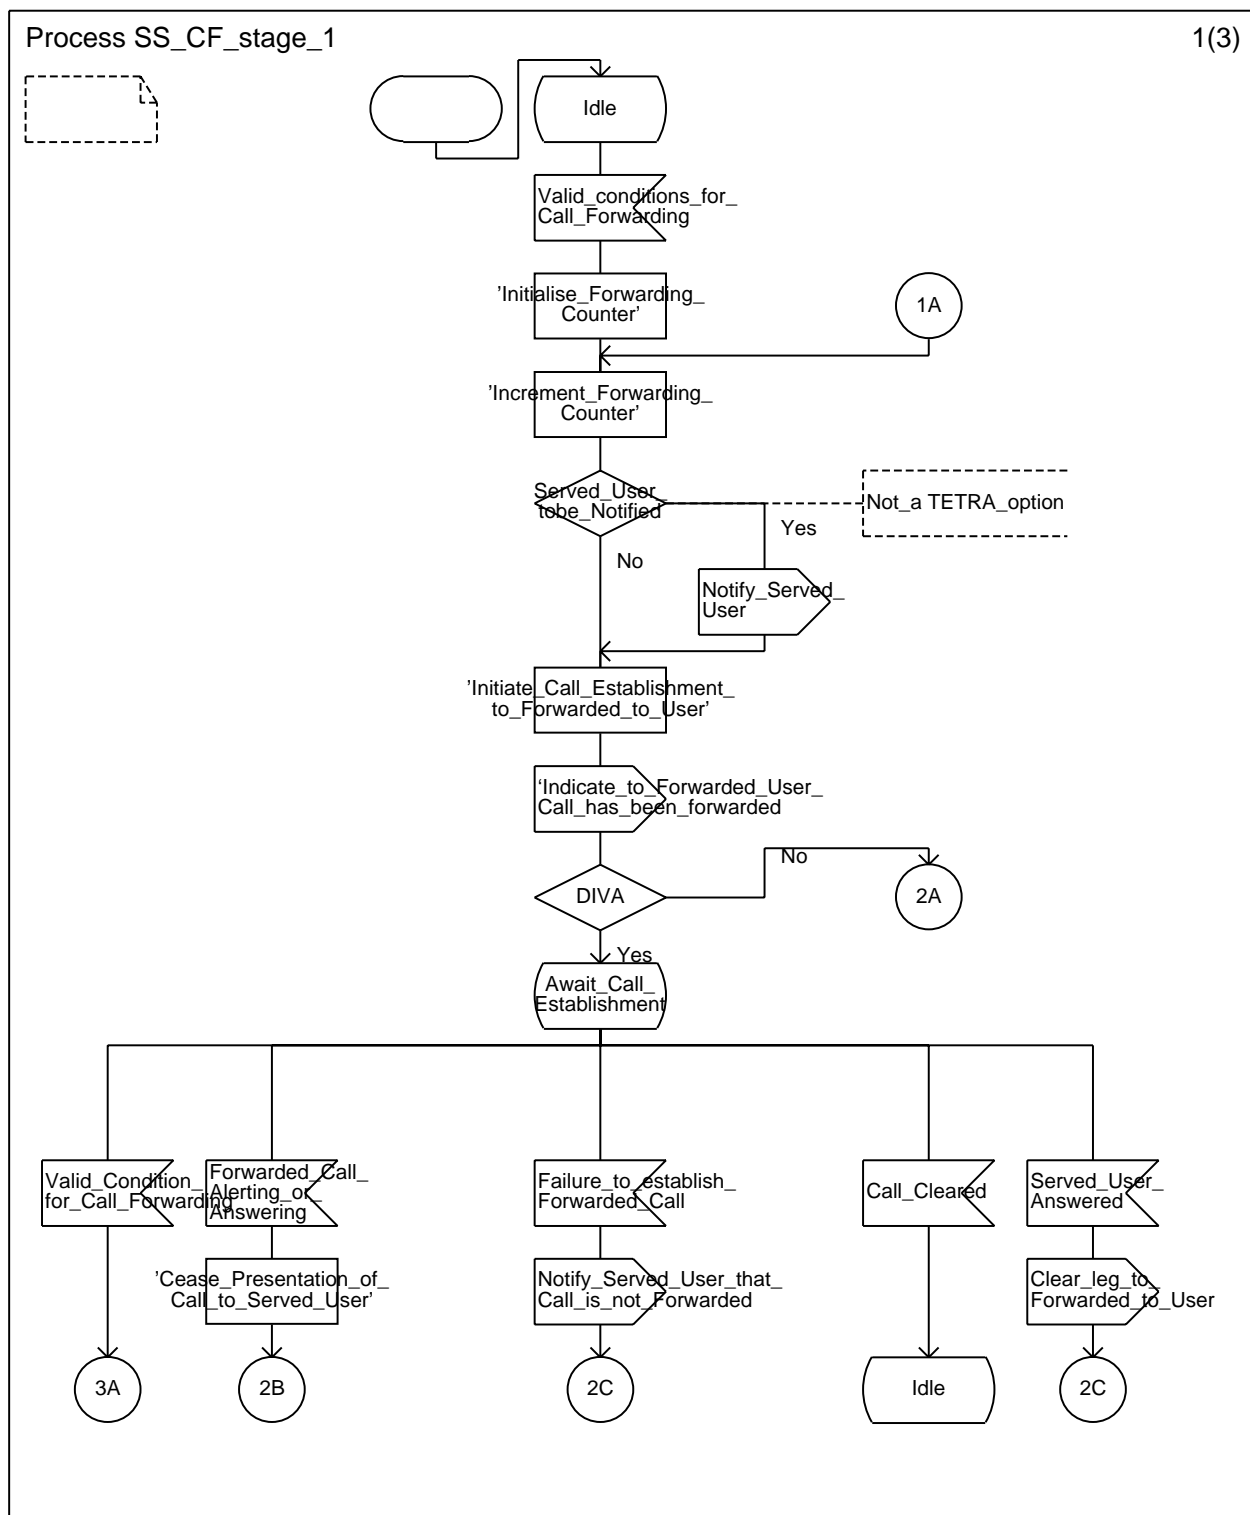 Process SS_CF_stage_1
1(3)
Idle
Valid_conditions_for_
Call_Forwarding
’Initialise_Forwarding_
Counter’
1A
’Increment_Forwarding_
Counter’
Served_User_
tobe_Notified
Not_a TETRA_option
Yes
No
Notify_Served_
User
’Initiate_Call_Establishment_
to_Forwarded_to_User’
‘Indicate_to_Forwarded_User_
Call_has_been_forwarded
No
DIVA
2A
Yes
Await_Call_
Establishment
Valid_Condition_
for_Call_Forwarding
Forwarded_Call_
Alerting_or_
Answering
Failure_to_establish_
Forwarded_Call
Call_Cleared
Served_User_
Answered
’Cease_Presentation_of_
Call_to_Served_User’
Notify_Served_User_that_
Call_is_not_Forwarded
Clear_leg_to_
Forwarded_to_User
3A
2B
2C
Idle
2C